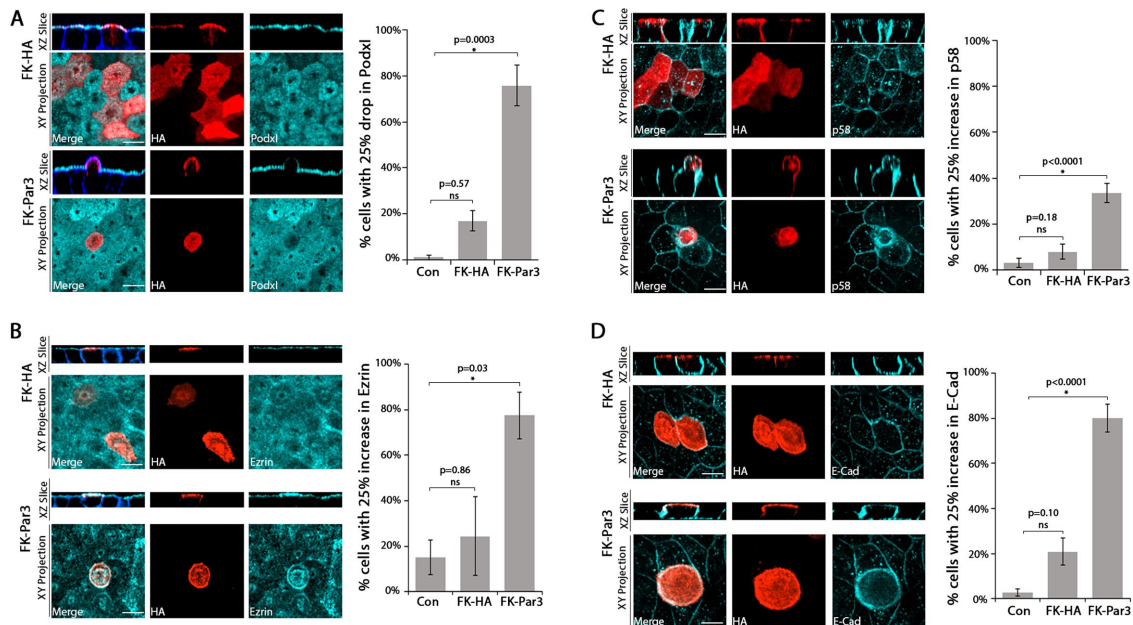 A
FK-HA
XZ Slice
XY Projection
Merge
HA
Podxl
FK-Par3
XZ Slice
XY Projection
Merge
HA
Podxl
% cells with 25% drop in Podxl
100%
80%
60%
40%
20%
0%
p=0.0003
*
p=0.57
ns
Con
FK-HA
FK-Par3
B
FK-HA
XZ Slice
XY Projection
Merge
HA
Ezrin
FK-Par3
XZ Slice
XY Projection
Merge
HA
Ezrin
% cells with 25% increase in Ezrin
100%
80%
60%
40%
20%
0%
p=0.03
*
p=0.86
ns
Con
FK-HA
FK-Par3
C
FK-HA
XZ Slice
XY Projection
Merge
HA
p58
FK-Par3
XZ Slice
XY Projection
Merge
HA
p58
% cells with 25% increase in p58
100%
80%
60%
40%
20%
0%
p<0.0001
*
p=0.18
ns
Con
FK-HA
FK-Par3
D
FK-HA
XZ Slice
XY Projection
Merge
HA
E-Cad
FK-Par3
XZ Slice
XY Projection
Merge
HA
E-Cad
% cells with 25% increase in E-Cad
100%
80%
60%
40%
20%
0%
p<0.0001
*
p=0.10
ns
Con
FK-HA
FK-Par3